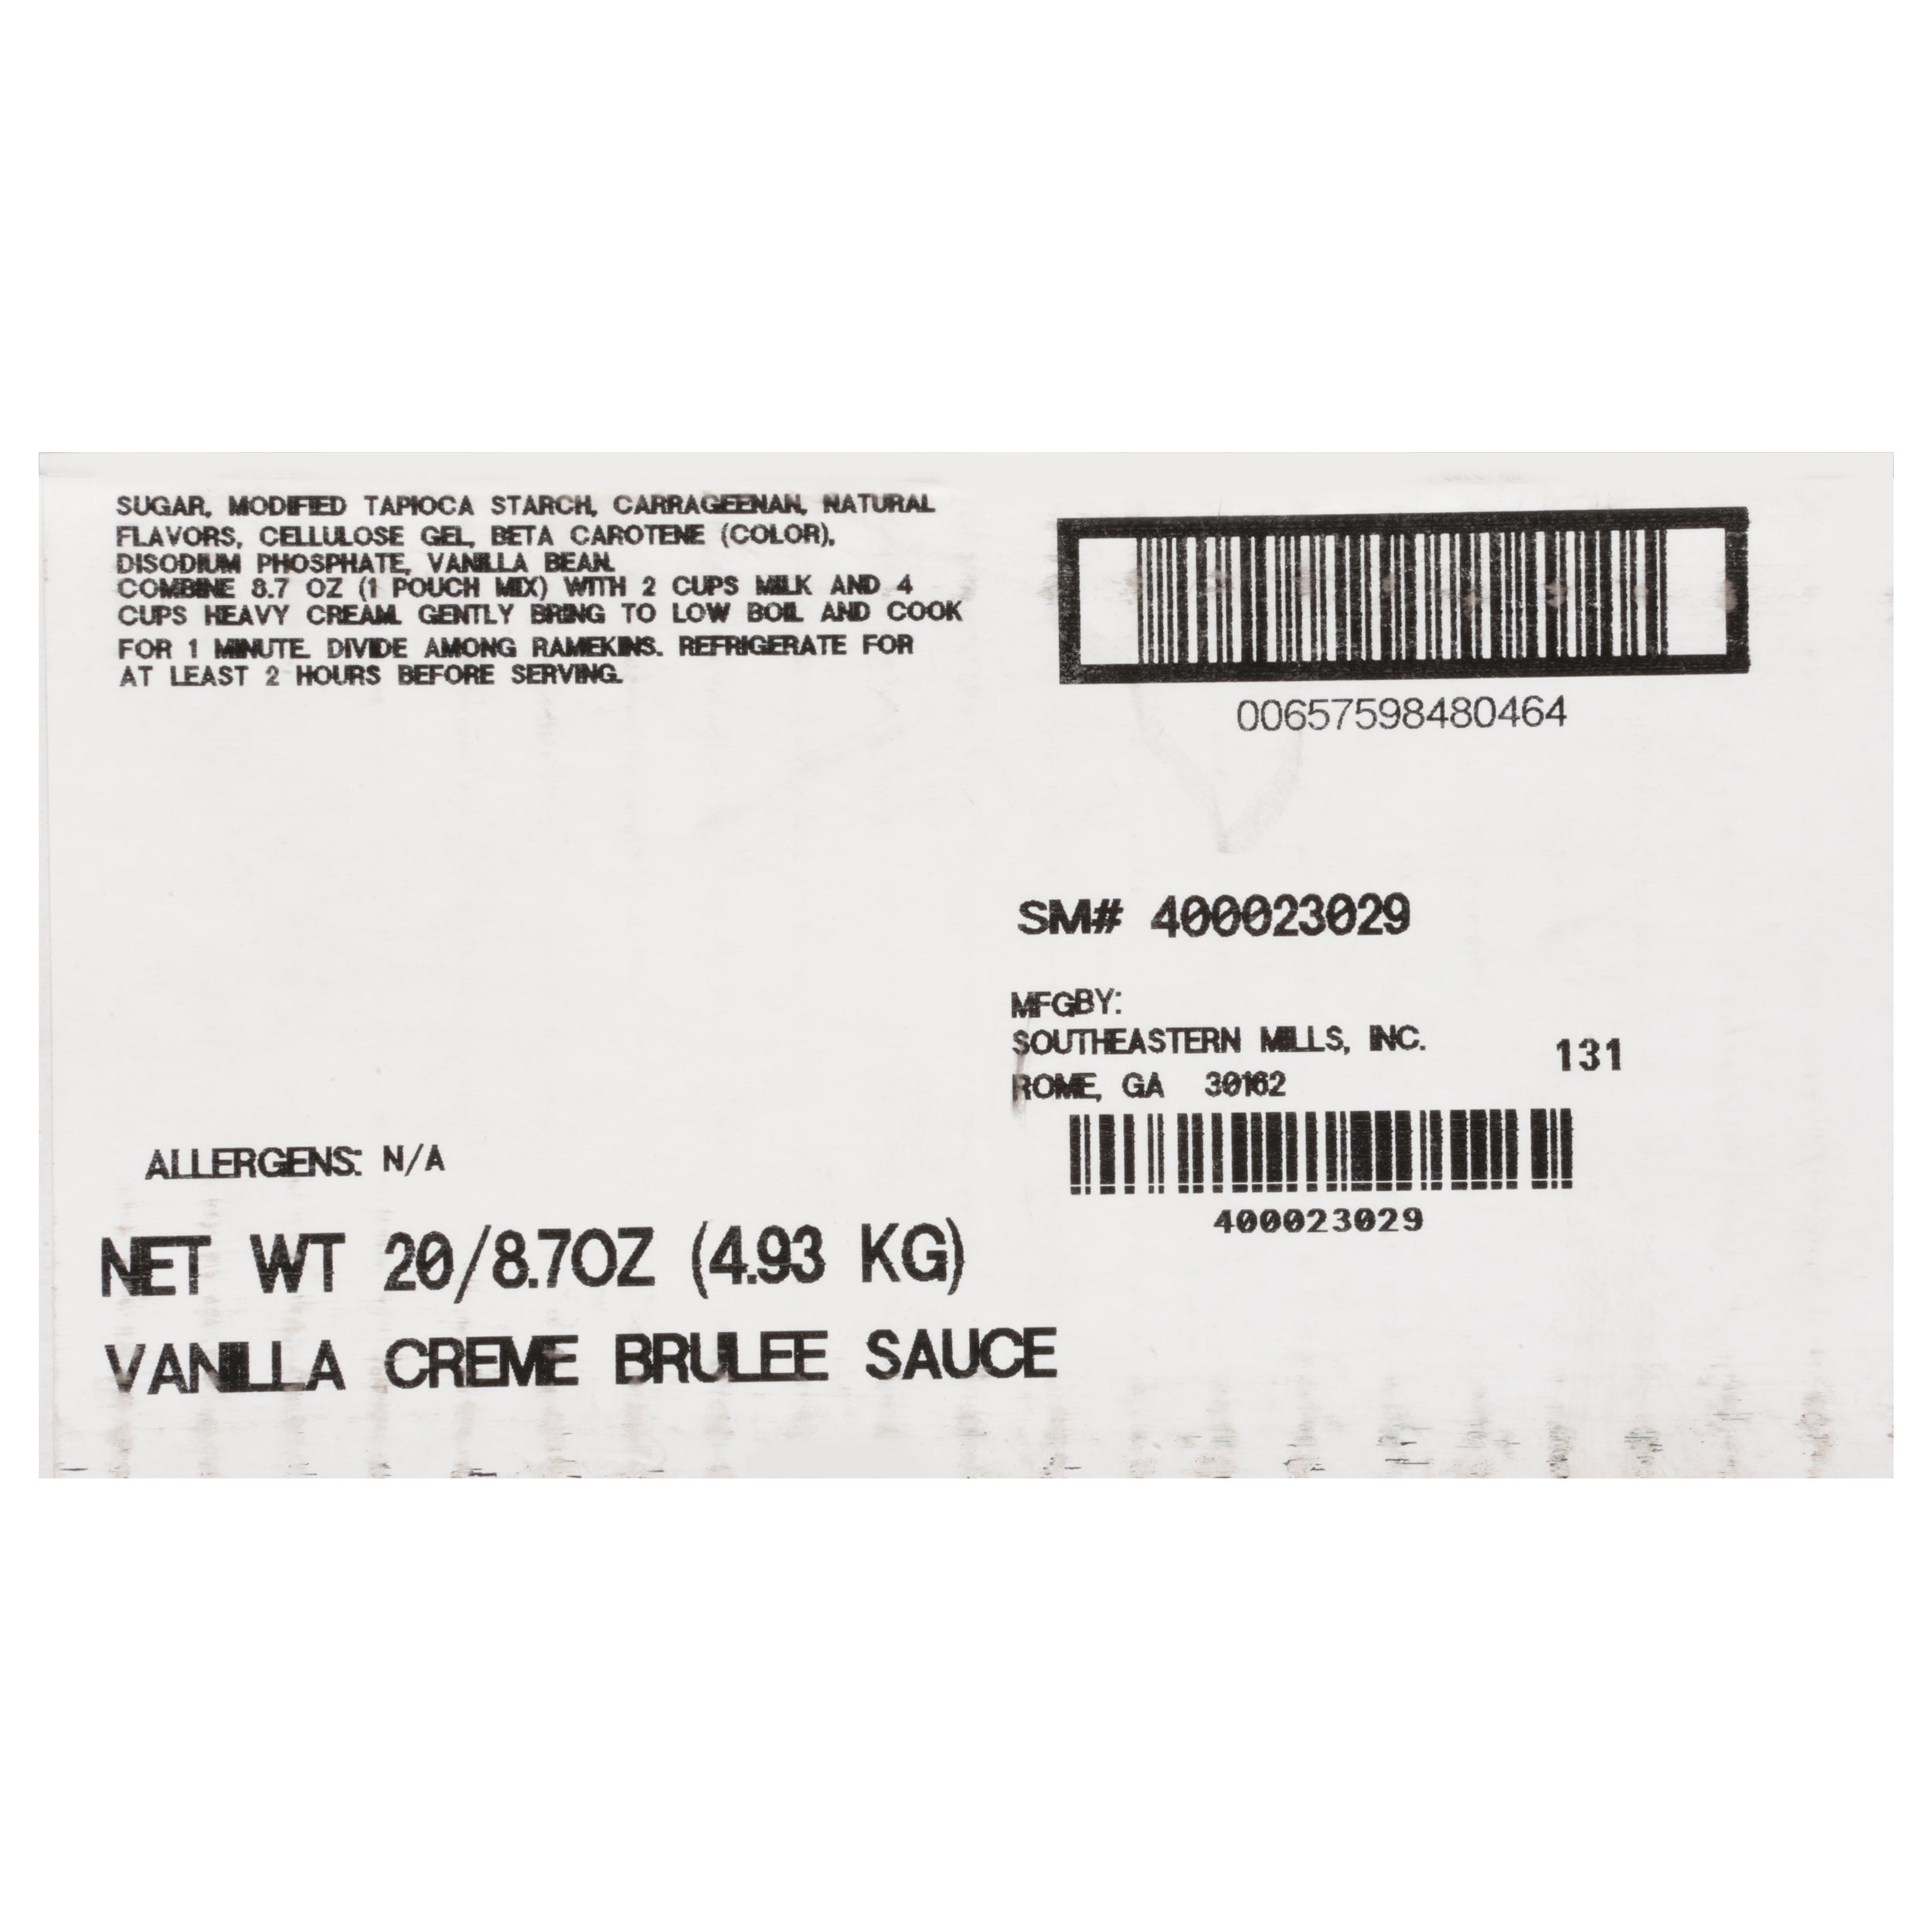 SUGAR, MODIFIED TAPIOCA STARCH, CARRAGEENAN, NATURAL
FLAVORS, CELLULOSE GEL, BETA CAROTENE (COLOR),
DISODIUM PHOSPHATE, VANILLA BEAN.
COMBINE 8.7 OZ (1 POUCH MIX) WITH 2 CUPS MILK AND 4
CUPS HEAVY CREAM. GENTLY BRING TO LOW BOIL AND COOK
FOR 1 MINUTE. DIVIDE AMONG RAMEKINS. REFRIGERATE FOR
AT LEAST 2 HOURS BEFORE SERVING.
00657598480464
SM# 400023029
MFGBY:
SOUTHEASTERN MILLS, INC.
131
ROME, GA 30162
400023029
ALLERGENS: N/A
NET WT 20/8.7OZ (4.93 KG)
VANILLA CREME BRULEE SAUCE